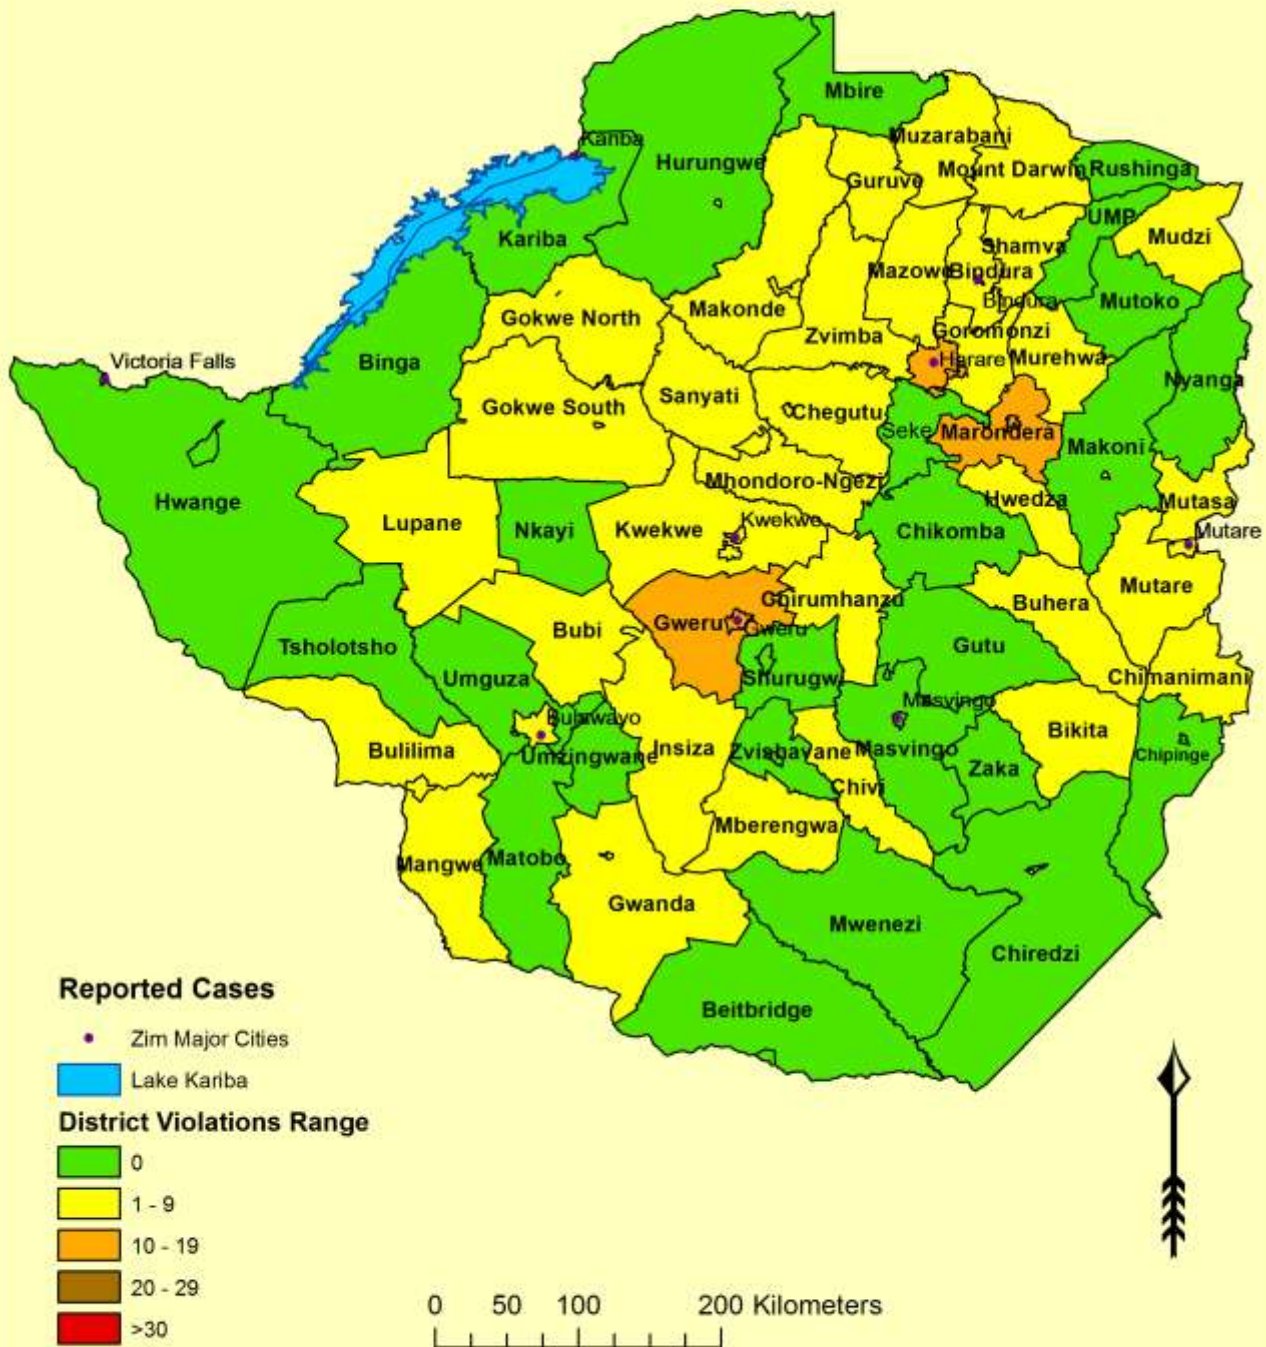 Mbire
Muzarabani
Kariba
Hurungwe
Mount Darwin
Rushinga
Guruve
UMP
Kariba
Shamva
Mudzi
Mazowe
Bindura
Bindura
Mutoko
Makonde
Gokwe North
Zvimba
Goromonzi
Victoria Falls
Binga
Harare
Murehwa
Nyanga
Sanyati
Gokwe South
Chegutu
Seke
Marondera
Makoni
Mhondoro-Ngezi
Hwange
Hwedza
Mutasa
Lupane
Nkayi
Kwekwe
Kwekwe
Chikomba
Mutare
Mutare
Chirumhanzu
Buhera
Bubi
Gweru
Gweru
Tsholotsho
Gutu
Umguza
Shurugwi
Chimanimani
Masvingo
Bulawayo
Bikita
Bulilima
Umzingwane
Insiza
Zvishavane
Masvingo
Chipinge
Zaka
Chivi
Mberengwa
Mangwe
Matobo
Gwanda
Mwenezi
Chiredzi
Beitbridge
Reported Cases
Zim Major Cities
Lake Kariba
District Violations Range
0
1 - 9
10 - 19
20 - 29
>30
0 50 100 200 Kilometers